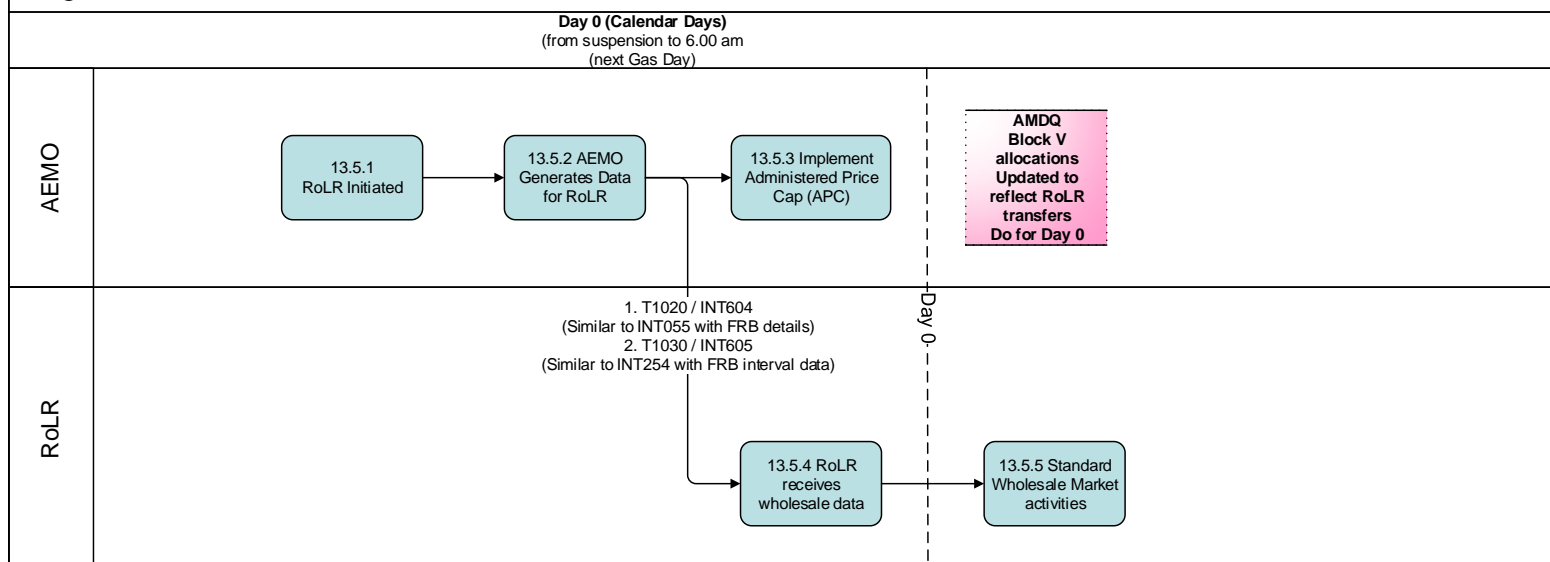 Day 0 (Calendar Days)
(from suspension to 6.00 am
(next Gas Day)
AEMO
13.5.1
RoLR Initiated
13.5.2 AEMO
Generates Data
for RoLR
13.5.3 Implement
Administered Price
Cap (APC)
AMDQ
Block V
allocations
Updated to
reflect RoLR
transfers
Do for Day 0
RoLR
1. T1020 / INT604
(Similar to INT055 with FRB details)
2. T1030 / INT605
(Similar to INT254 with FRB interval data)
Day 0
13.5.4 RoLR
receives
wholesale data
13.5.5 Standard
Wholesale Market
activities